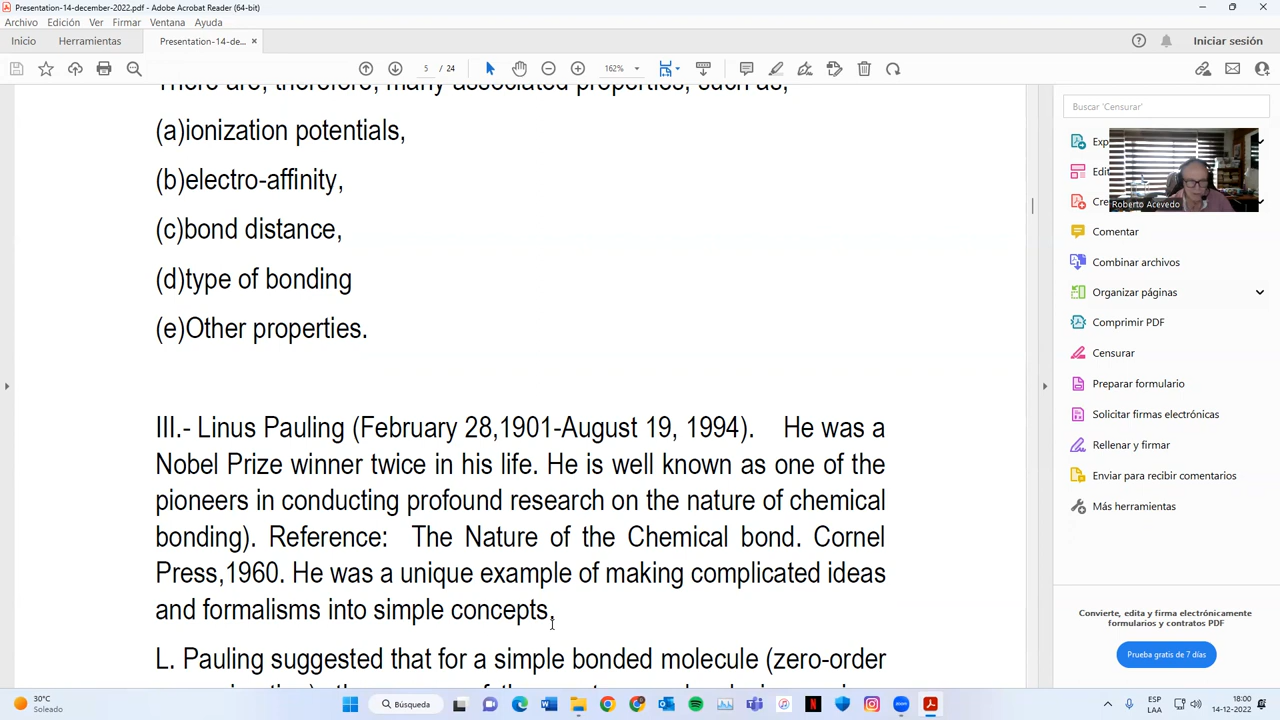 Presentation-14-december-2022.pdf - Adobe Acrobat Reader (64-bit)
Archivo Edición Ver Firmar Ventana Ayuda
Inicio Herramientas Presentation-14-de... × Iniciar sesión
5 / 24 162%
There are, therefore, many associated properties, such as,
(a)ionization potentials,
(b)electro-affinity,
(c)bond distance,
(d)type of bonding
(e)Other properties.
III.- Linus Pauling (February 28,1901-August 19, 1994). He was a
Nobel Prize winner twice in his life. He is well known as one of the
pioneers in conducting profound research on the nature of chemical
bonding). Reference: The Nature of the Chemical bond. Cornel
Press,1960. He was a unique example of making complicated ideas
and formalisms into simple concepts.
L. Pauling suggested that for a simple bonded molecule (zero-order
Buscar 'Censurar'
Roberto Acevedo
Comentar
Combinar archivos
Organizar páginas
Comprimir PDF
Censurar
Preparar formulario
Solicitar firmas electrónicas
Rellenar y firmar
Enviar para recibir comentarios
Más herramientas
Convierte, edita y firma electrónicamente
formularios y contratos PDF
Prueba gratis de 7 días
30°C
Soleado
Búsqueda
ESP
LAA
18:00
14-12-2022